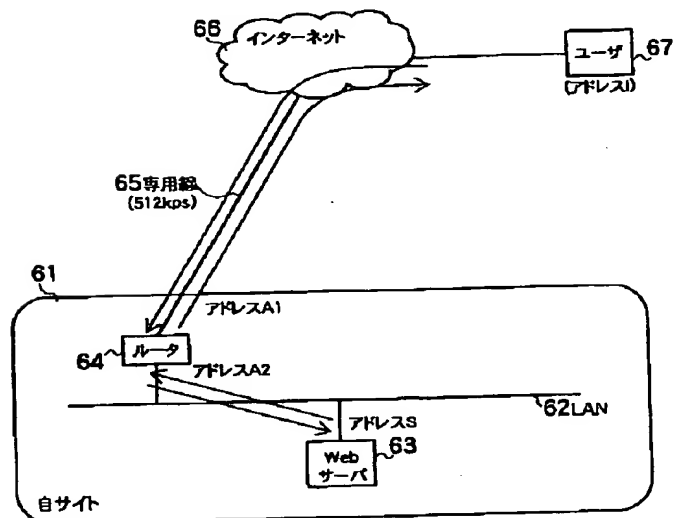 66
インターネット
ユーザ
67
(アドレスI)
65専用線
(512kps)
61
アドレスA1
ルータ
64
アドレスA2
62LAN
アドレスS
Web
サーバ
63
自サイト